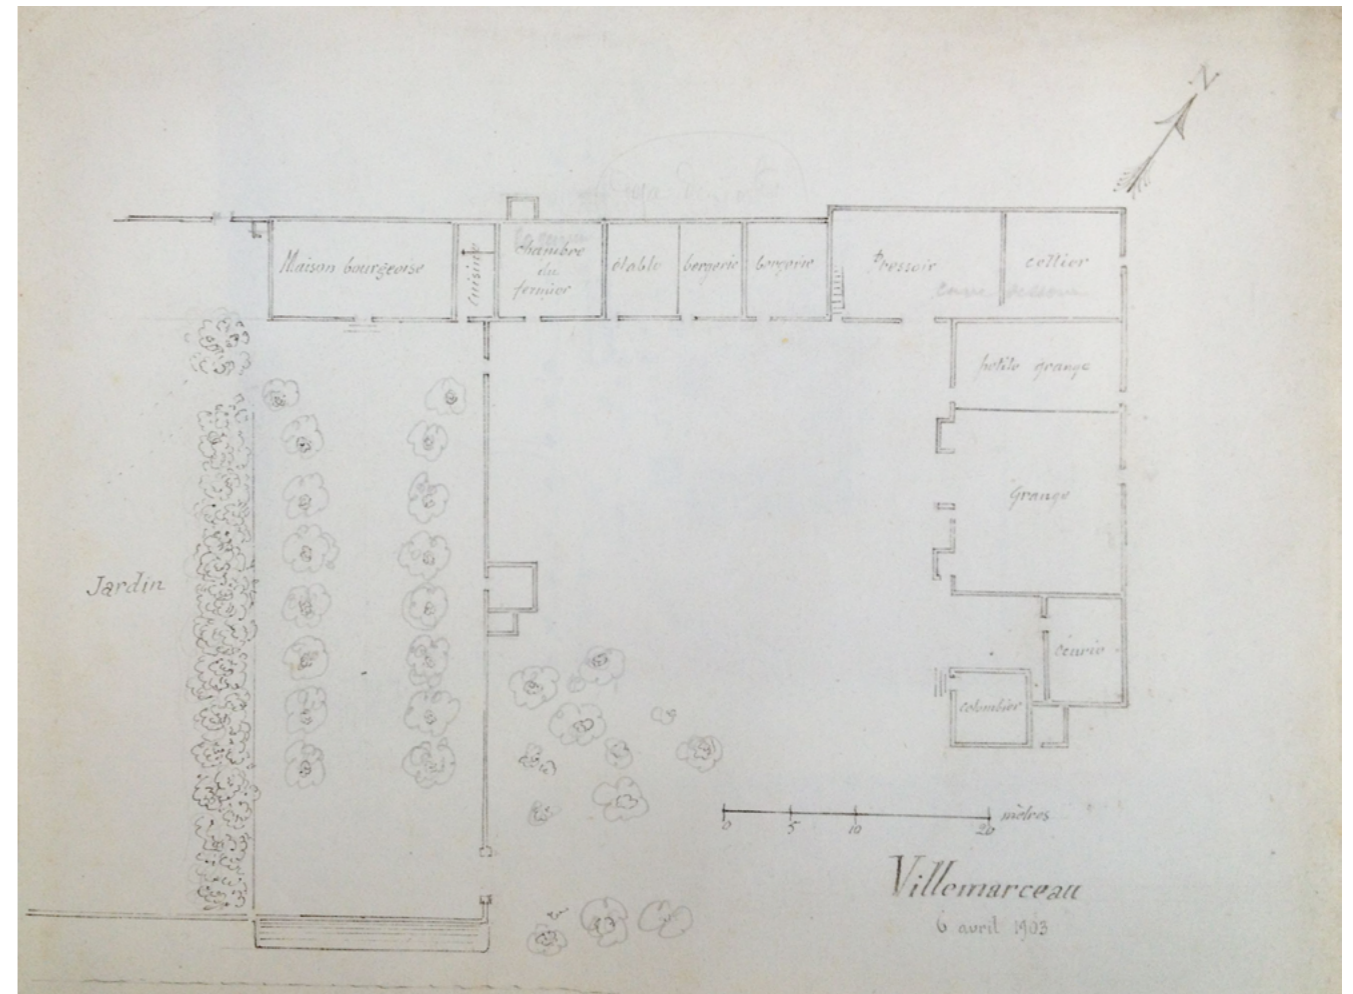 N
Maison bourgeoise
cuisine
chambre
du
fermier
étable
bergerie
bergerie
Pressoir
cellier
petite grange
Grange
Jardin
écurie
colombier
0 5 10 20 mètres
Villemarceau
6 avril 1903